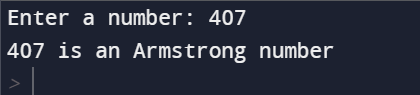 Enter a number: 407
407 is an Armstrong number
>